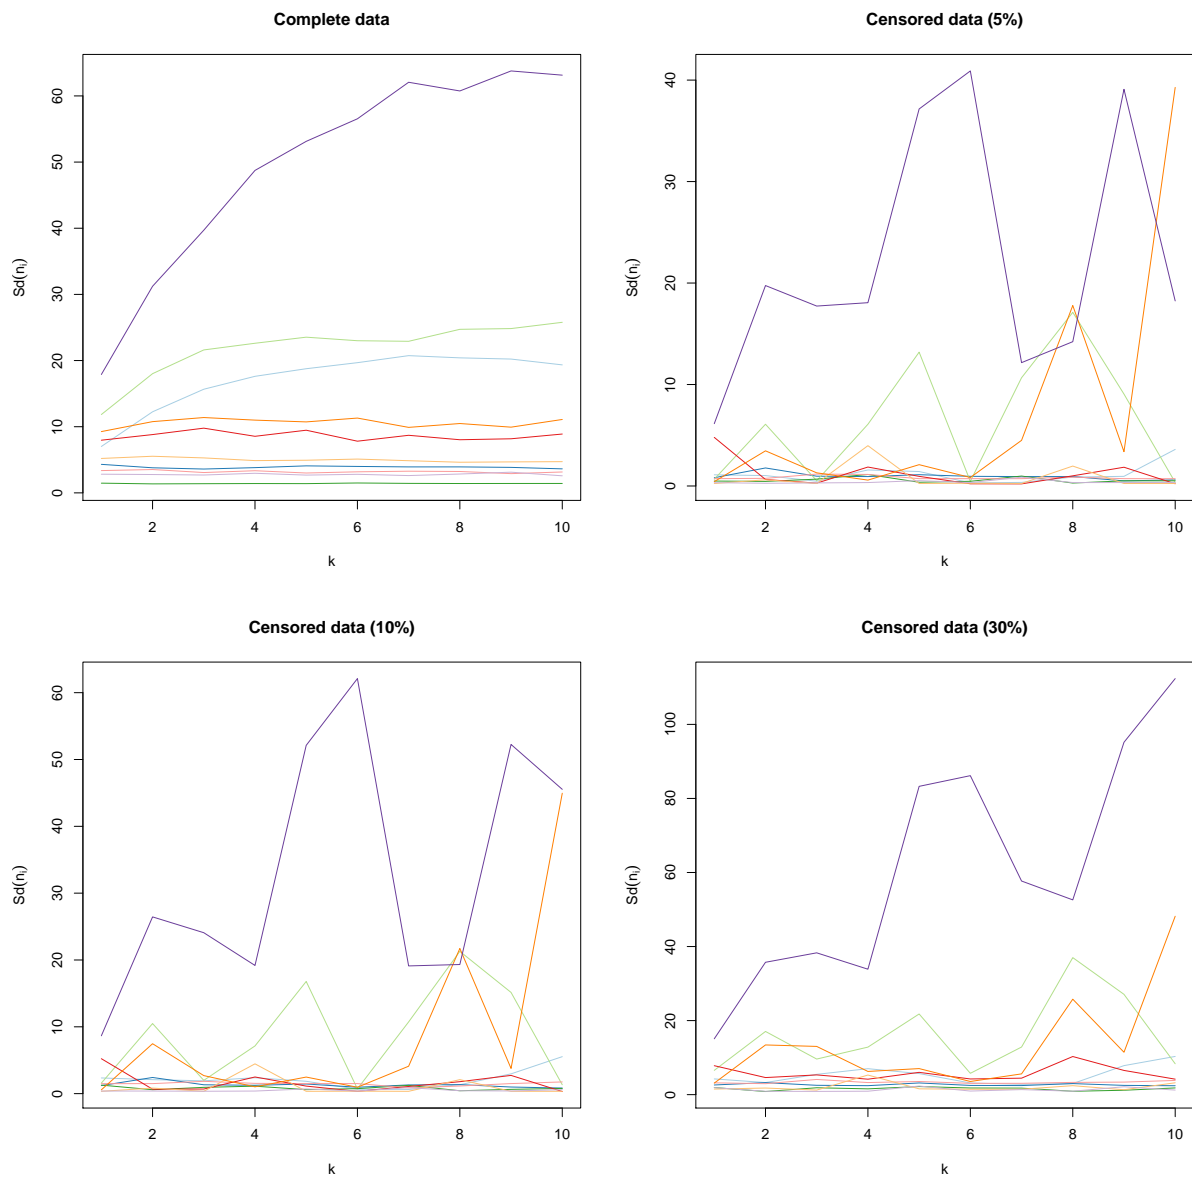 Complete data
Sd(nᵢ)
0 10 20 30 40 50 60
2 4 6 8 10
k
Censored data (5%)
Sd(nᵢ)
0 10 20 30 40
2 4 6 8 10
k
Censored data (10%)
Sd(nᵢ)
0 10 20 30 40 50 60
2 4 6 8 10
k
Censored data (30%)
Sd(nᵢ)
0 20 40 60 80 100
2 4 6 8 10
k